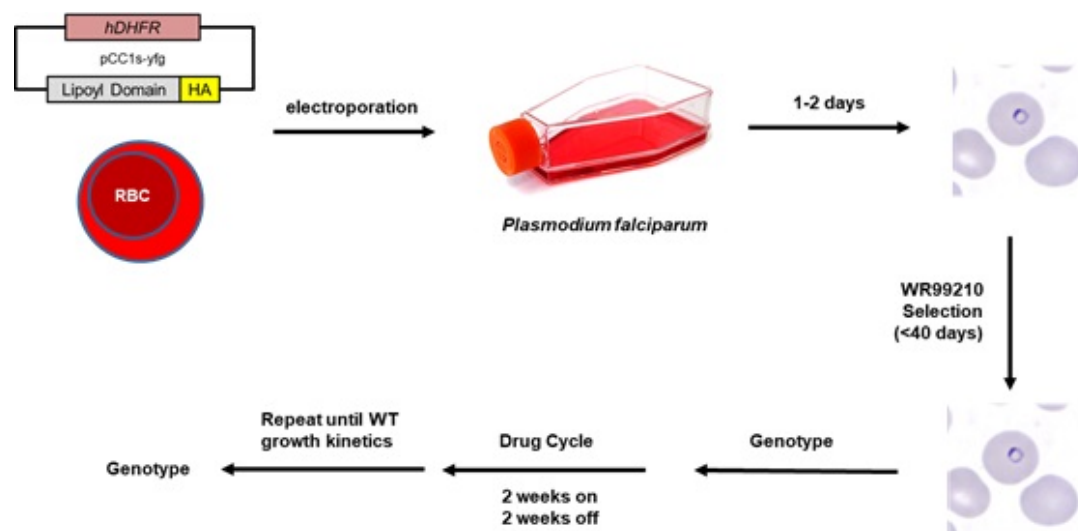 hDHFR
pCC1s-yfg
Lipoyl Domain HA
RBC
electroporation
Plasmodium falciparum
1-2 days
WR99210
Selection
(<40 days)
Genotype
Drug Cycle
2 weeks on
2 weeks off
Repeat until WT
growth kinetics
Genotype